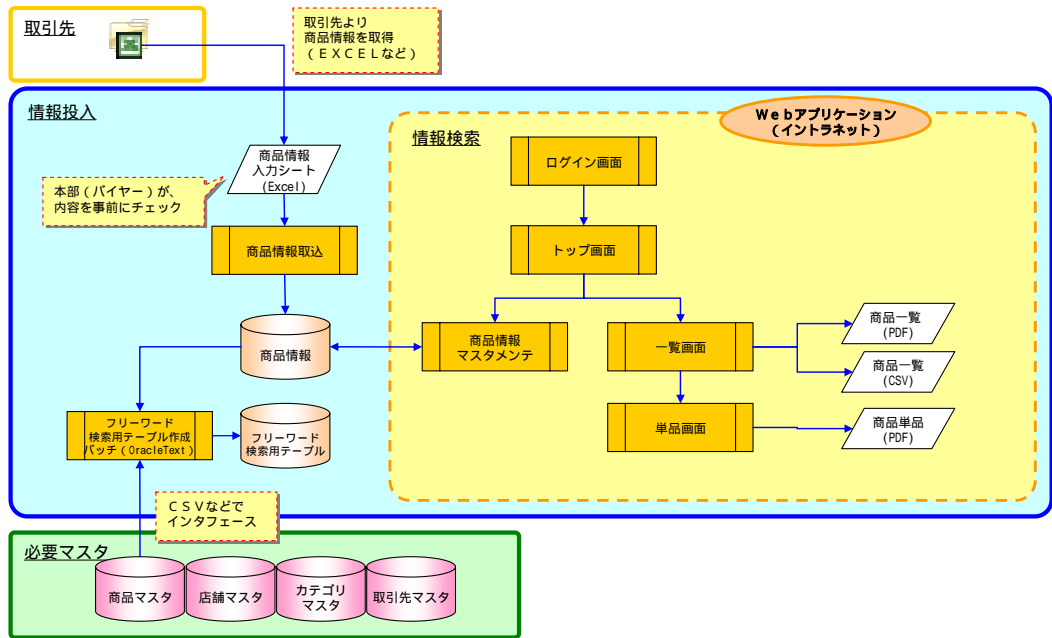 取引先
取引先より
商品情報を取得
（ＥＸＣＥＬなど）
情報投入
Ｗｅｂアプリケーション
（イントラネット）
情報検索
商品情報
入力シート
(Excel)
本部（バイヤー）が、
内容を事前にチェック
商品情報取込
商品情報
フリーワード
検索用テーブル作成
バッチ（OracleText）
フリーワード
検索用テーブル
ログイン画面
トップ画面
商品情報
マスタメンテ
一覧画面
単品画面
商品一覧
(PDF)
商品一覧
(CSV)
商品単品
(PDF)
ＣＳＶなどで
インタフェース
必要マスタ
商品マスタ
店舗マスタ
カテゴリ
マスタ
取引先マスタ